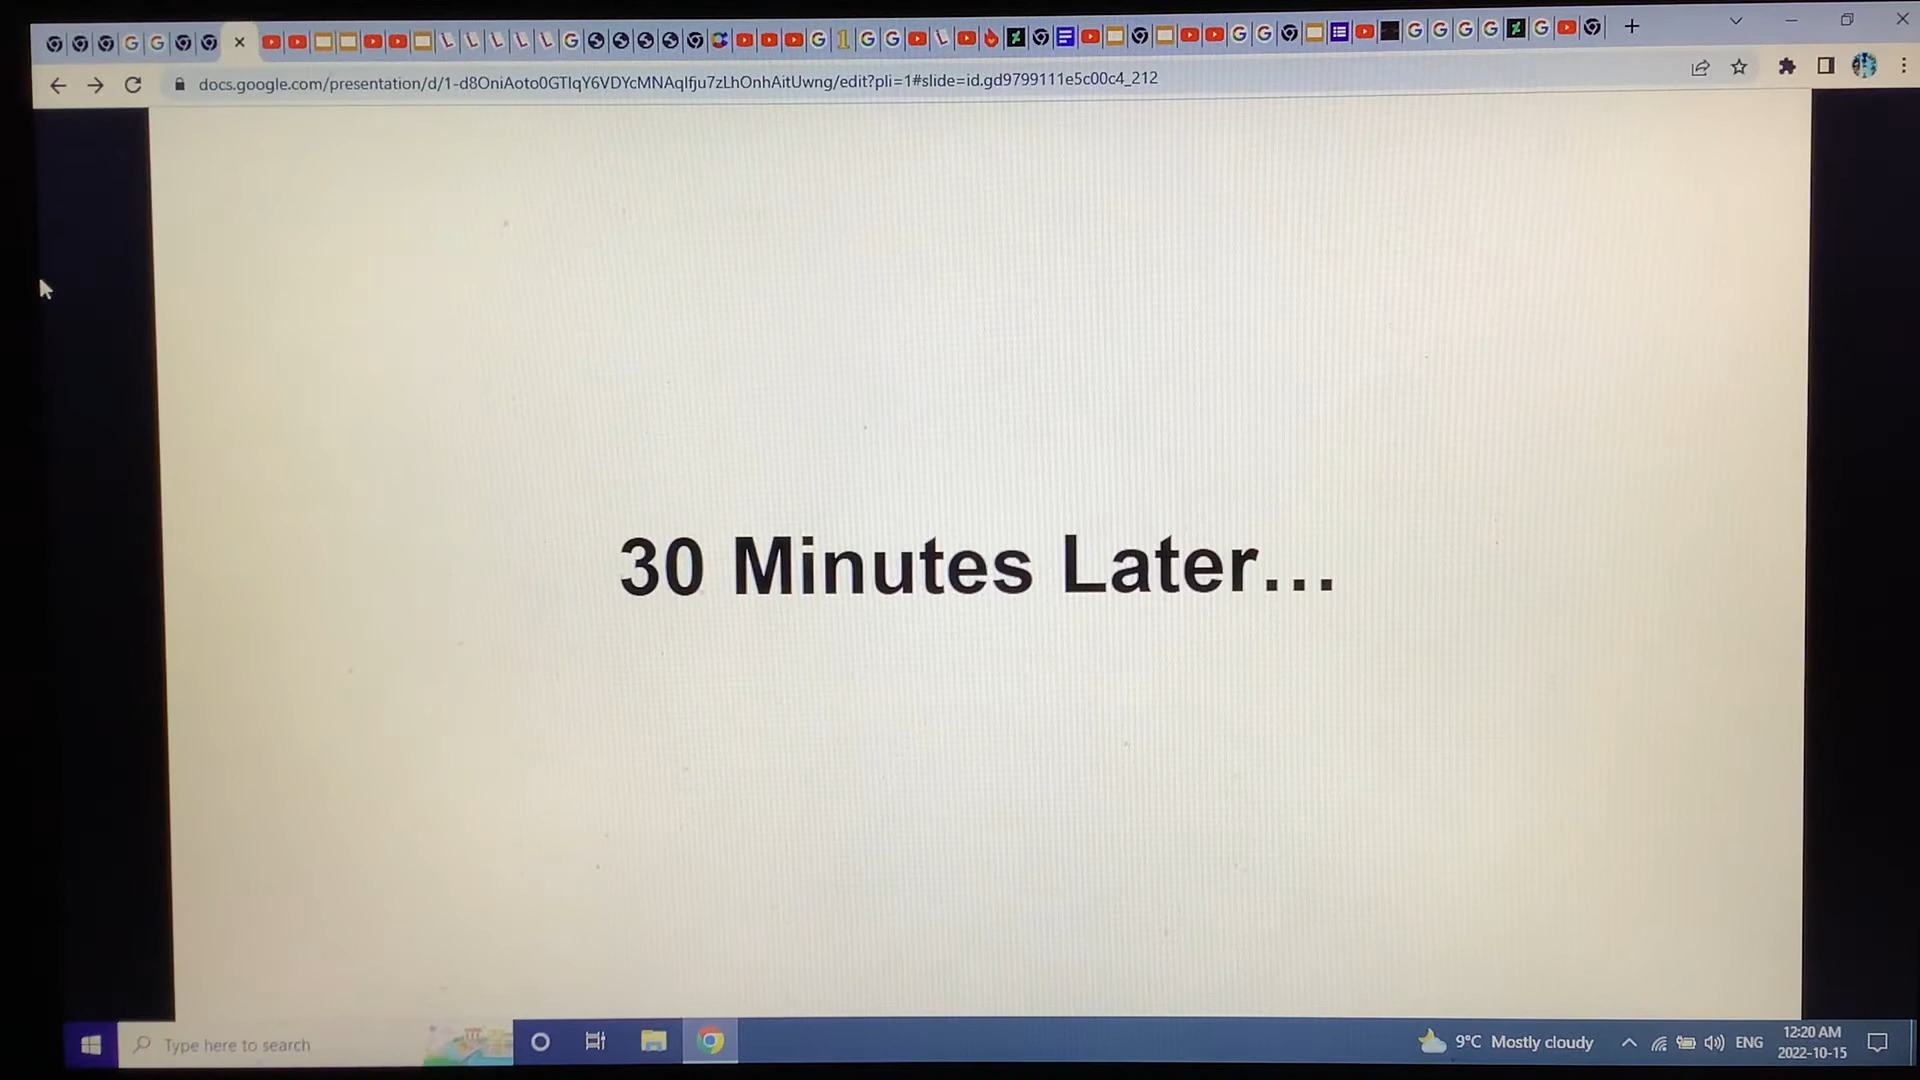 docs.google.com/presentation/d/1-d8OniAoto0GTlqY6VDYcMNAqlfju7zLhOnhAitUwng/edit?pli=1#slide=id.gd9799111e5c00c4_212
30 Minutes Later...
Type here to search
9°C Mostly cloudy
ENG
12:20 AM
2022-10-15